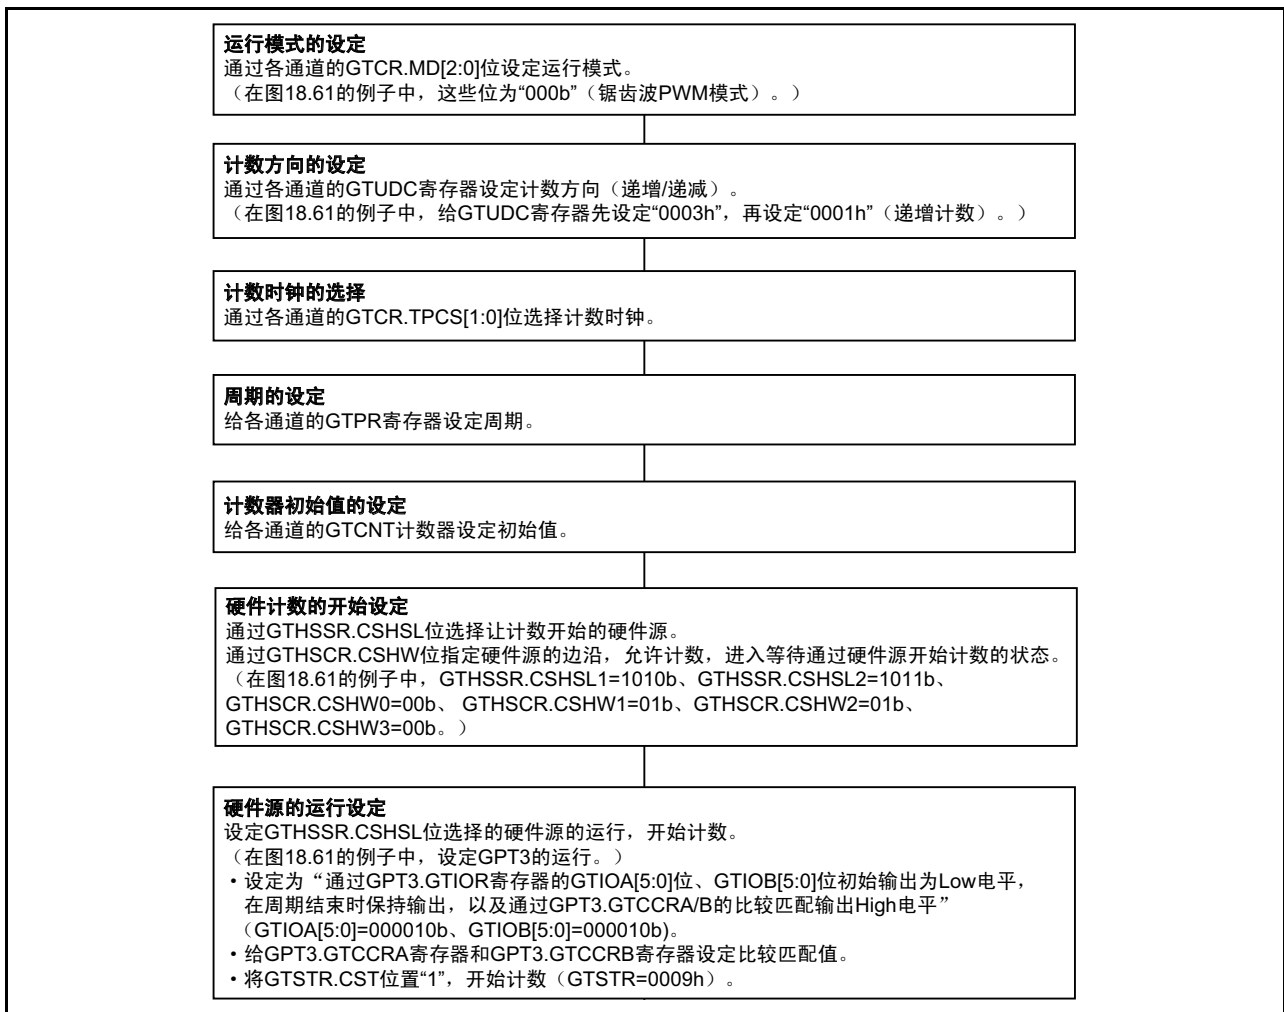 运行模式的设定
通过各通道的GTCR.MD[2:0]位设定运行模式。
（在图18.61的例子中，这些位为“000b”（锯齿波PWM模式）。）
计数方向的设定
通过各通道的GTUDC寄存器设定计数方向（递增/递减）。
（在图18.61的例子中，给GTUDC寄存器先设定“0003h”，再设定“0001h”（递增计数）。）
计数时钟的选择
通过各通道的GTCR.TPCS[1:0]位选择计数时钟。
周期的设定
给各通道的GTPR寄存器设定周期。
计数器初始值的设定
给各通道的GTCNT计数器设定初始值。
硬件计数的开始设定
通过GTHSSR.CSHSL位选择让计数开始的硬件源。
通过GTHSCR.CSHW位指定硬件源的边沿，允许计数，进入等待通过硬件源开始计数的状态。
（在图18.61的例子中，GTHSSR.CSHSL1=1010b、GTHSSR.CSHSL2=1011b、
GTHSCR.CSHW0=00b、 GTHSCR.CSHW1=01b、GTHSCR.CSHW2=01b、
GTHSCR.CSHW3=00b。）
硬件源的运行设定
设定GTHSSR.CSHSL位选择的硬件源的运行，开始计数。
（在图18.61的例子中，设定GPT3的运行。）
・设定为“通过GPT3.GTIOR寄存器的GTIOA[5:0]位、GTIOB[5:0]位初始输出为Low电平，
在周期结束时保持输出，以及通过GPT3.GTCCRA/B的比较匹配输出High电平”
（GTIOA[5:0]=000010b、GTIOB[5:0]=000010b)。
・给GPT3.GTCCRA寄存器和GPT3.GTCCRB寄存器设定比较匹配值。
・将GTSTR.CST位置“1”，开始计数（GTSTR=0009h）。